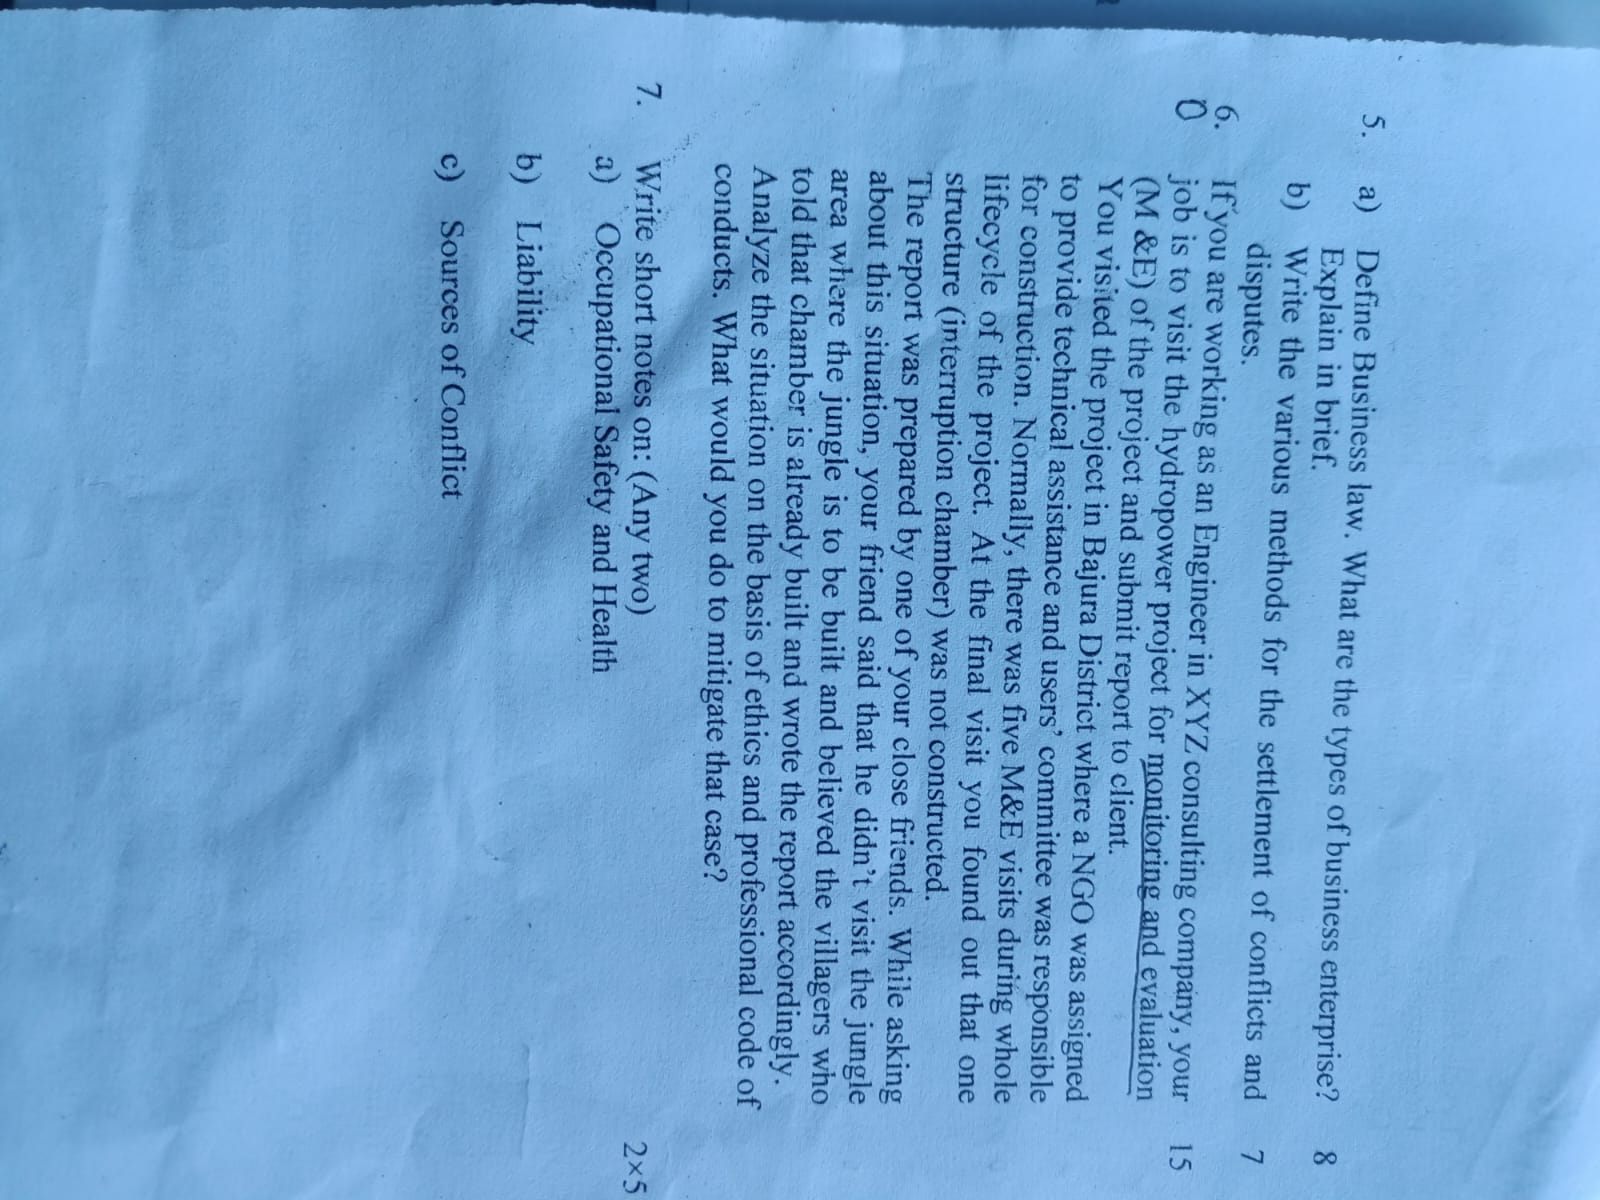 5. a) Define Business law. What are the types of business enterprise? 8
Explain in brief.
b) Write the various methods for the settlement of conflicts and 7
disputes.
6. If you are working as an Engineer in XYZ consulting company, your 15
job is to visit the hydropower project for monitoring and evaluation
(M &E) of the project and submit report to client.
You visited the project in Bajura District where a NGO was assigned
to provide technical assistance and users' committee was responsible
for construction. Normally, there was five M&E visits during whole
lifecycle of the project. At the final visit you found out that one
structure (interruption chamber) was not constructed.
The report was prepared by one of your close friends. While asking
about this situation, your friend said that he didn't visit the jungle
area where the jungle is to be built and believed the villagers who
told that chamber is already built and wrote the report accordingly.
Analyze the situation on the basis of ethics and professional code of
conducts. What would you do to mitigate that case?
7. Write short notes on: (Any two) 2×5
a) Occupational Safety and Health
b) Liability
c) Sources of Conflict